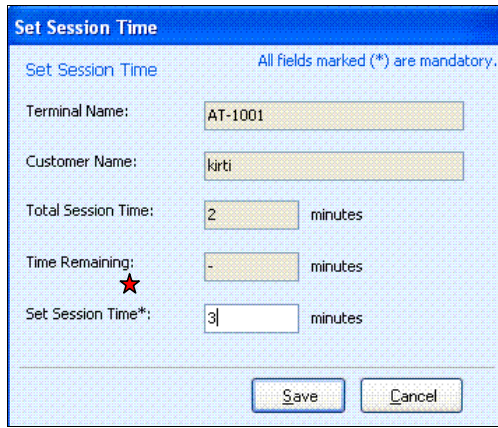 Set Session Time
All fields marked (*) are mandatory.
Set Session Time
Terminal Name: AT-1001
Customer Name: kirti
Total Session Time: 2 minutes
Time Remaining: - minutes
Set Session Time*: 3 minutes
Save Cancel